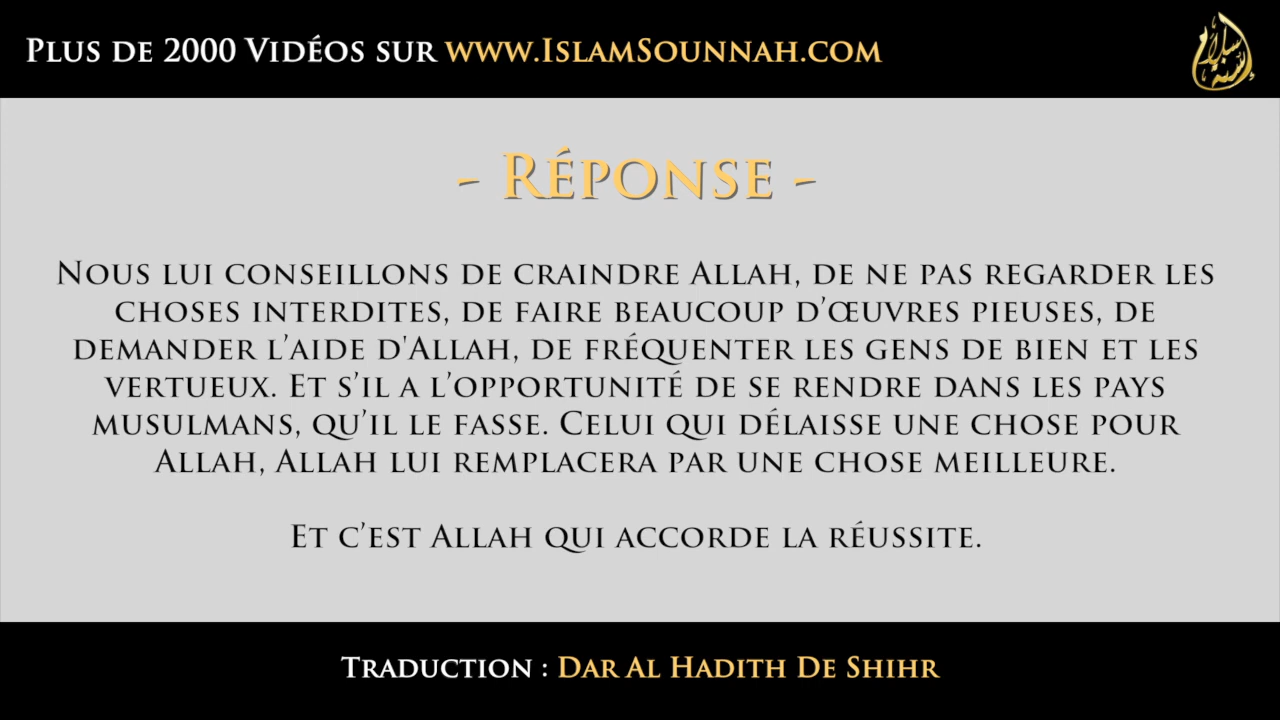 Plus de 2000 Vidéos sur www.IslamSounnah.com
- Réponse -
Nous lui conseillons de craindre Allah, de ne pas regarder les
choses interdites, de faire beaucoup d’œuvres pieuses, de
demander l’aide d'Allah, de fréquenter les gens de bien et les
vertueux. Et s’il a l’opportunité de se rendre dans les pays
musulmans, qu’il le fasse. Celui qui délaisse une chose pour
Allah, Allah lui remplacera par une chose meilleure.
Et c’est Allah qui accorde la réussite.
Traduction : Dar Al Hadith De Shihr